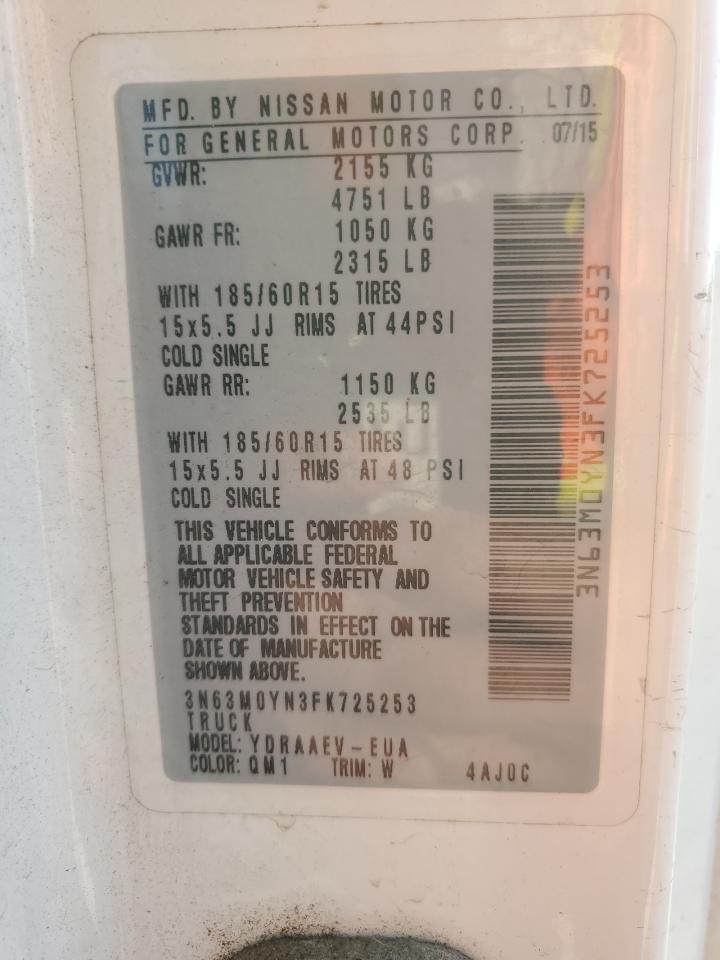 MFD. BY NISSAN MOTOR CO., LTD.
FOR GENERAL MOTORS CORP. 07/15
GVWR: 2155 KG
4751 LB
GAWR FR: 1050 KG
2315 LB
WITH 185/60R15 TIRES
15x5.5 JJ RIMS AT 44PSI
COLD SINGLE
GAWR RR: 1150 KG
2535 LB
WITH 185/60R15 TIRES
15x5.5 JJ RIMS AT 48 PSI
COLD SINGLE
THIS VEHICLE CONFORMS TO
ALL APPLICABLE FEDERAL
MOTOR VEHICLE SAFETY AND
THEFT PREVENTION
STANDARDS IN EFFECT ON THE
DATE OF MANUFACTURE
SHOWN ABOVE.
3N63M0YN3FK725253
TRUCK
MODEL: YDRAAEV-EUA
COLOR: QM1 TRIM: W 4AJ0C
3N63M0YN3FK725253